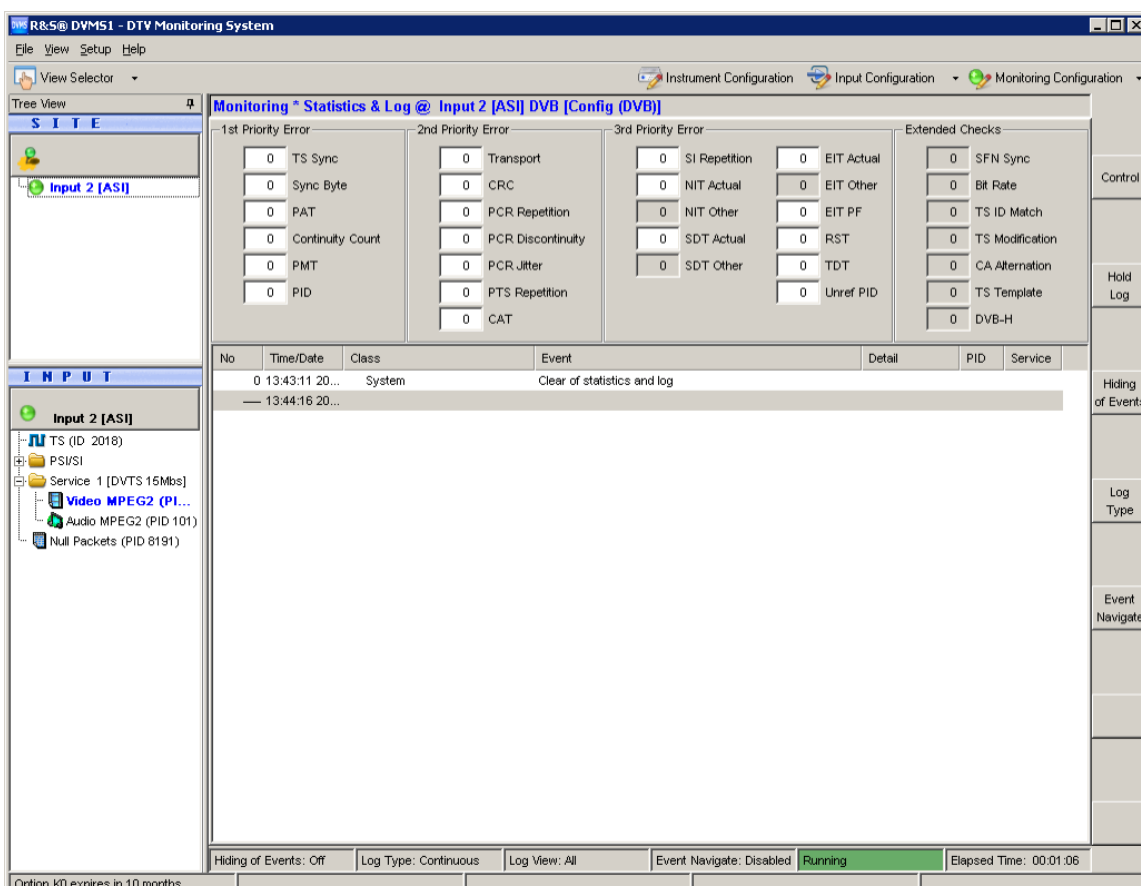 R&S® DVMS1 - DTV Monitoring System
File View Setup Help
View Selector
Instrument Configuration Input Configuration Monitoring Configuration
Tree View
SITE
Input 2 [ASI]
Monitoring * Statistics & Log @ Input 2 [ASI] DVB [Config (DVB)]
1st Priority Error
0 TS Sync
0 Sync Byte
0 PAT
0 Continuity Count
0 PMT
0 PID
2nd Priority Error
0 Transport
0 CRC
0 PCR Repetition
0 PCR Discontinuity
0 PCR Jitter
0 PTS Repetition
0 CAT
3rd Priority Error
0 SI Repetition
0 NIT Actual
0 NIT Other
0 SDT Actual
0 SDT Other
0 EIT Actual
0 EIT Other
0 EIT PF
0 RST
0 TDT
0 Unref PID
Extended Checks
0 SFN Sync
0 Bit Rate
0 TS ID Match
0 TS Modification
0 CA Alternation
0 TS Template
0 DVB-H
No Time/Date Class Event Detail PID Service
0 13:43:11 20... System Clear of statistics and log
— 13:44:16 20...
INPUT
Input 2 [ASI]
TS (ID 2018)
PSI/SI
Service 1 [DVTS 15Mbs]
Video MPEG2 (PI...
Audio MPEG2 (PID 101)
Null Packets (PID 8191)
Control
Hold
Log
Hiding
of Events
Log
Type
Event
Navigate
Hiding of Events: Off Log Type: Continuous Log View: All Event Navigate: Disabled Running Elapsed Time: 00:01:06
Option K0 expires in 10 months